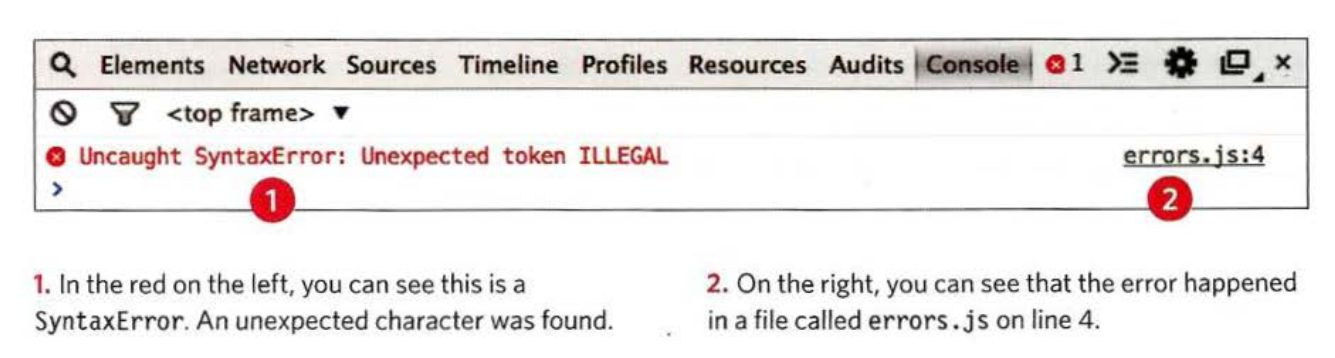 Elements Network Sources Timeline Profiles Resources Audits Console 1 ×
<top frame> ▼
Uncaught SyntaxError: Unexpected token ILLEGAL errors.js:4
>
1 2
1. In the red on the left, you can see this is a
SyntaxError. An unexpected character was found.
2. On the right, you can see that the error happened
in a file called errors.js on line 4.